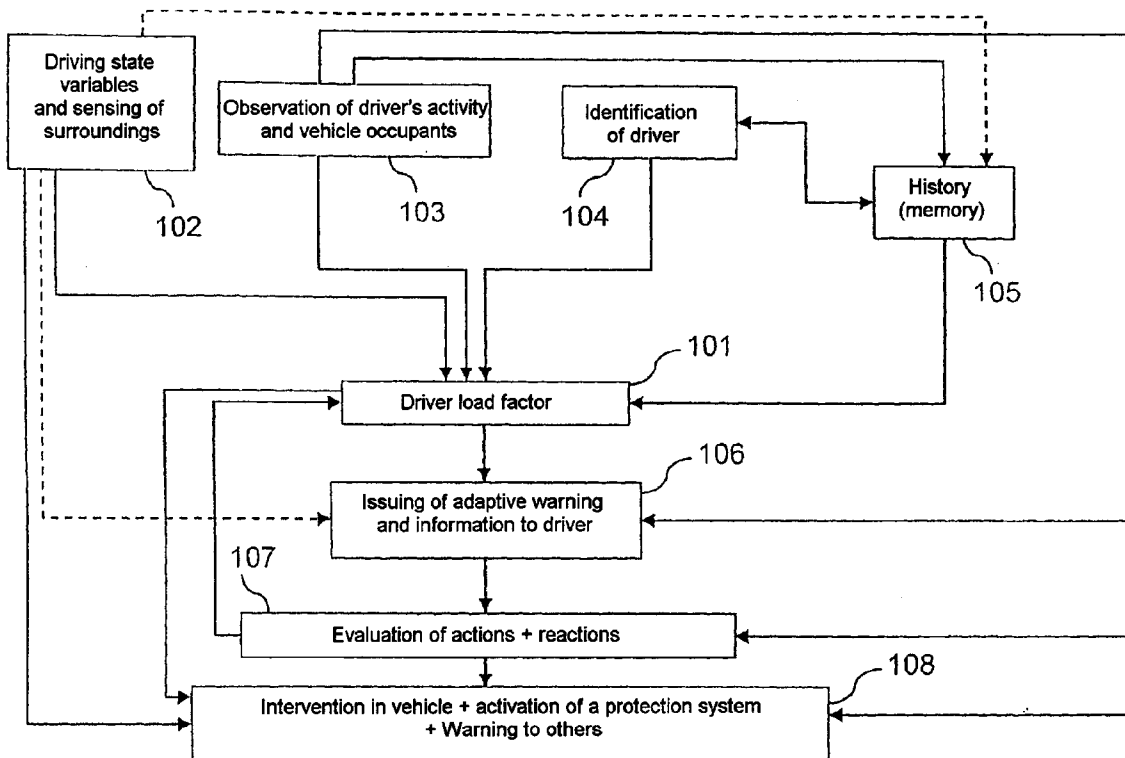 Driving state
variables
and sensing of
surroundings
102
Observation of driver's activity
and vehicle occupants
103
Identification
of driver
104
History
(memory)
105
101
Driver load factor
106
Issuing of adaptive warning
and information to driver
107
Evaluation of actions + reactions
108
Intervention in vehicle + activation of a protection system
+ Warning to others